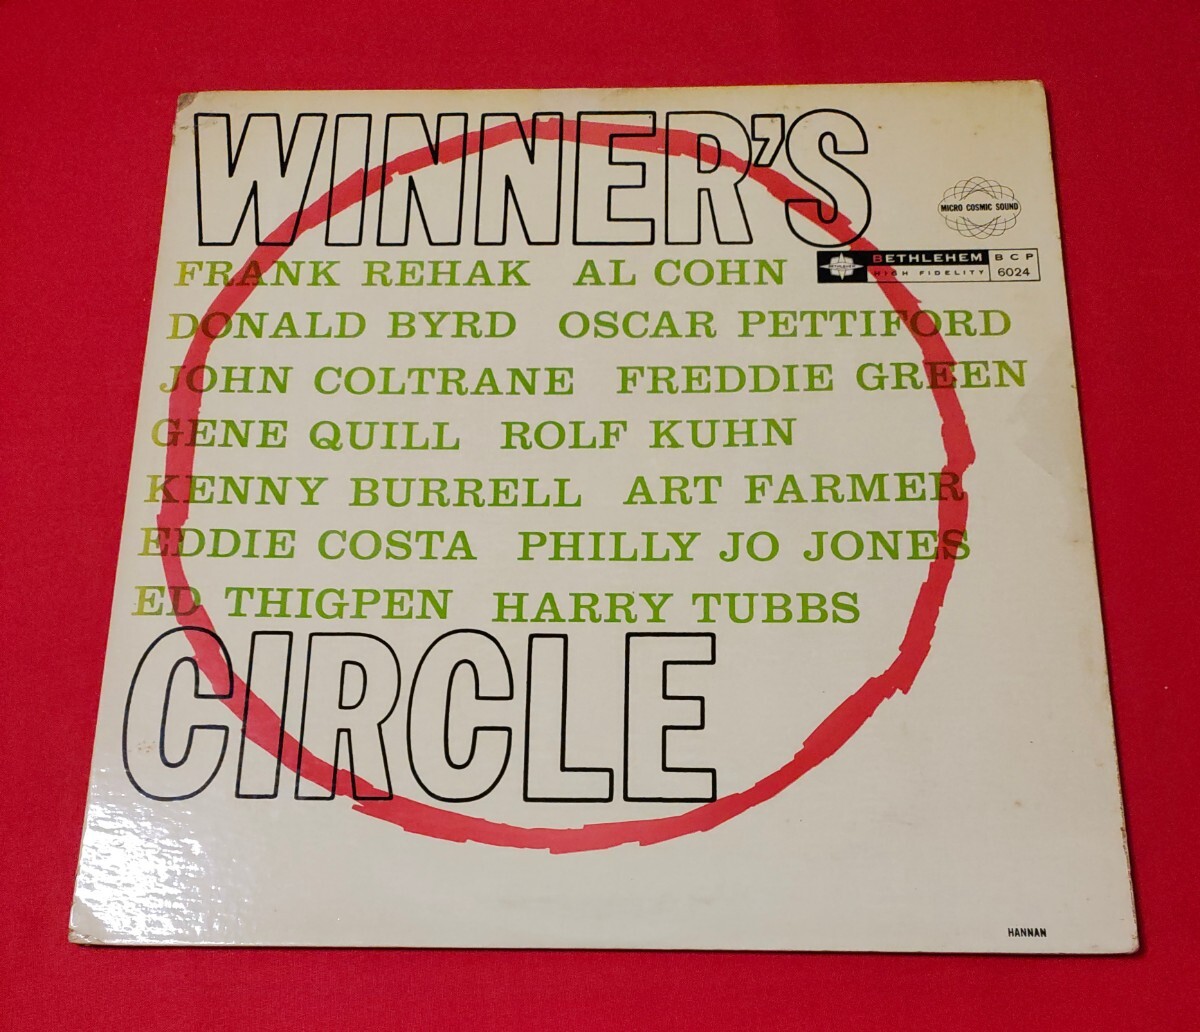 WINNER'S
MICRO COSMIC SOUND
FRANK REHAK AL COHN
BETHLEHEM
BETHLEHEM BCP
HIGH FIDELITY 6024
DONALD BYRD OSCAR PETTIFORD
JOHN COLTRANE FREDDIE GREEN
GENE QUILL ROLF KUHN
KENNY BURRELL ART FARMER
EDDIE COSTA PHILLY JO JONES
ED THIGPEN HARRY TUBBS
CIRCLE
HANNAN